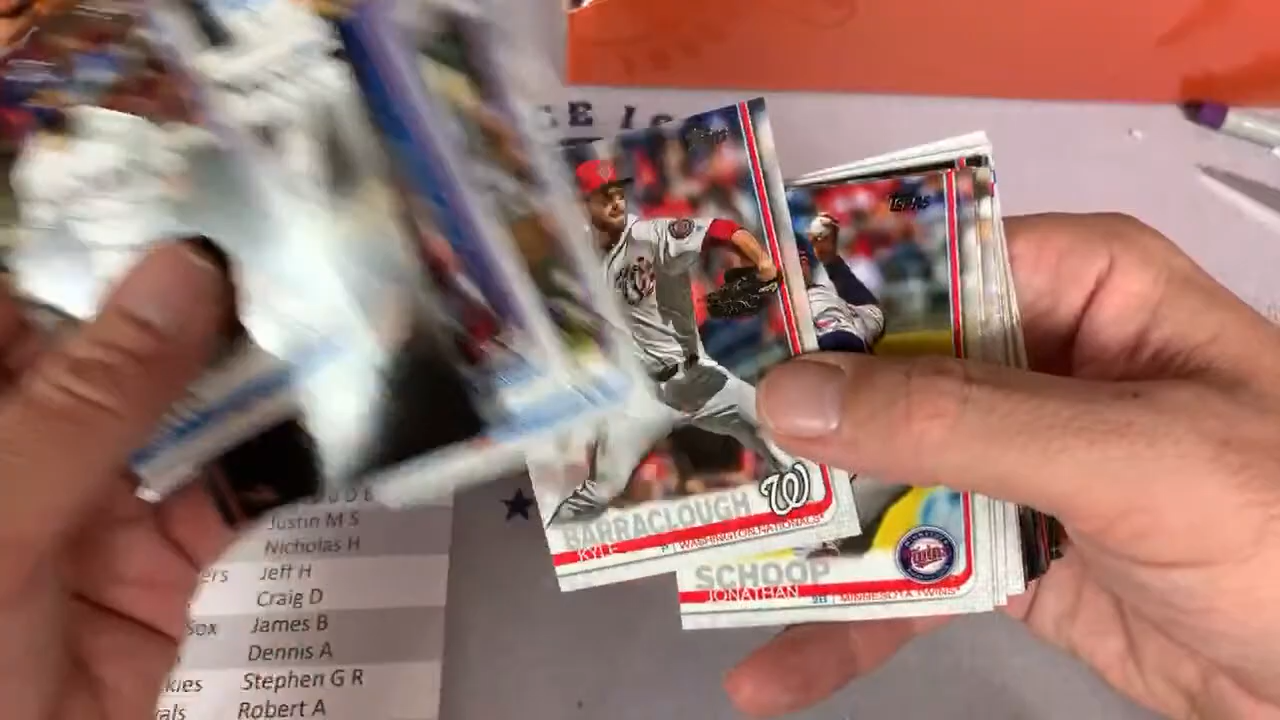 TOPPS
BARRACLOUGH
KYLE P | WASHINGTON NATIONALS
W
SCHOOP
JONATHAN 2B | MINNESOTA TWINS
Twins
Justin M S
Nicholas H
ers Jeff H
Craig D
Sox James B
Dennis A
kies Stephen G R
als Robert A